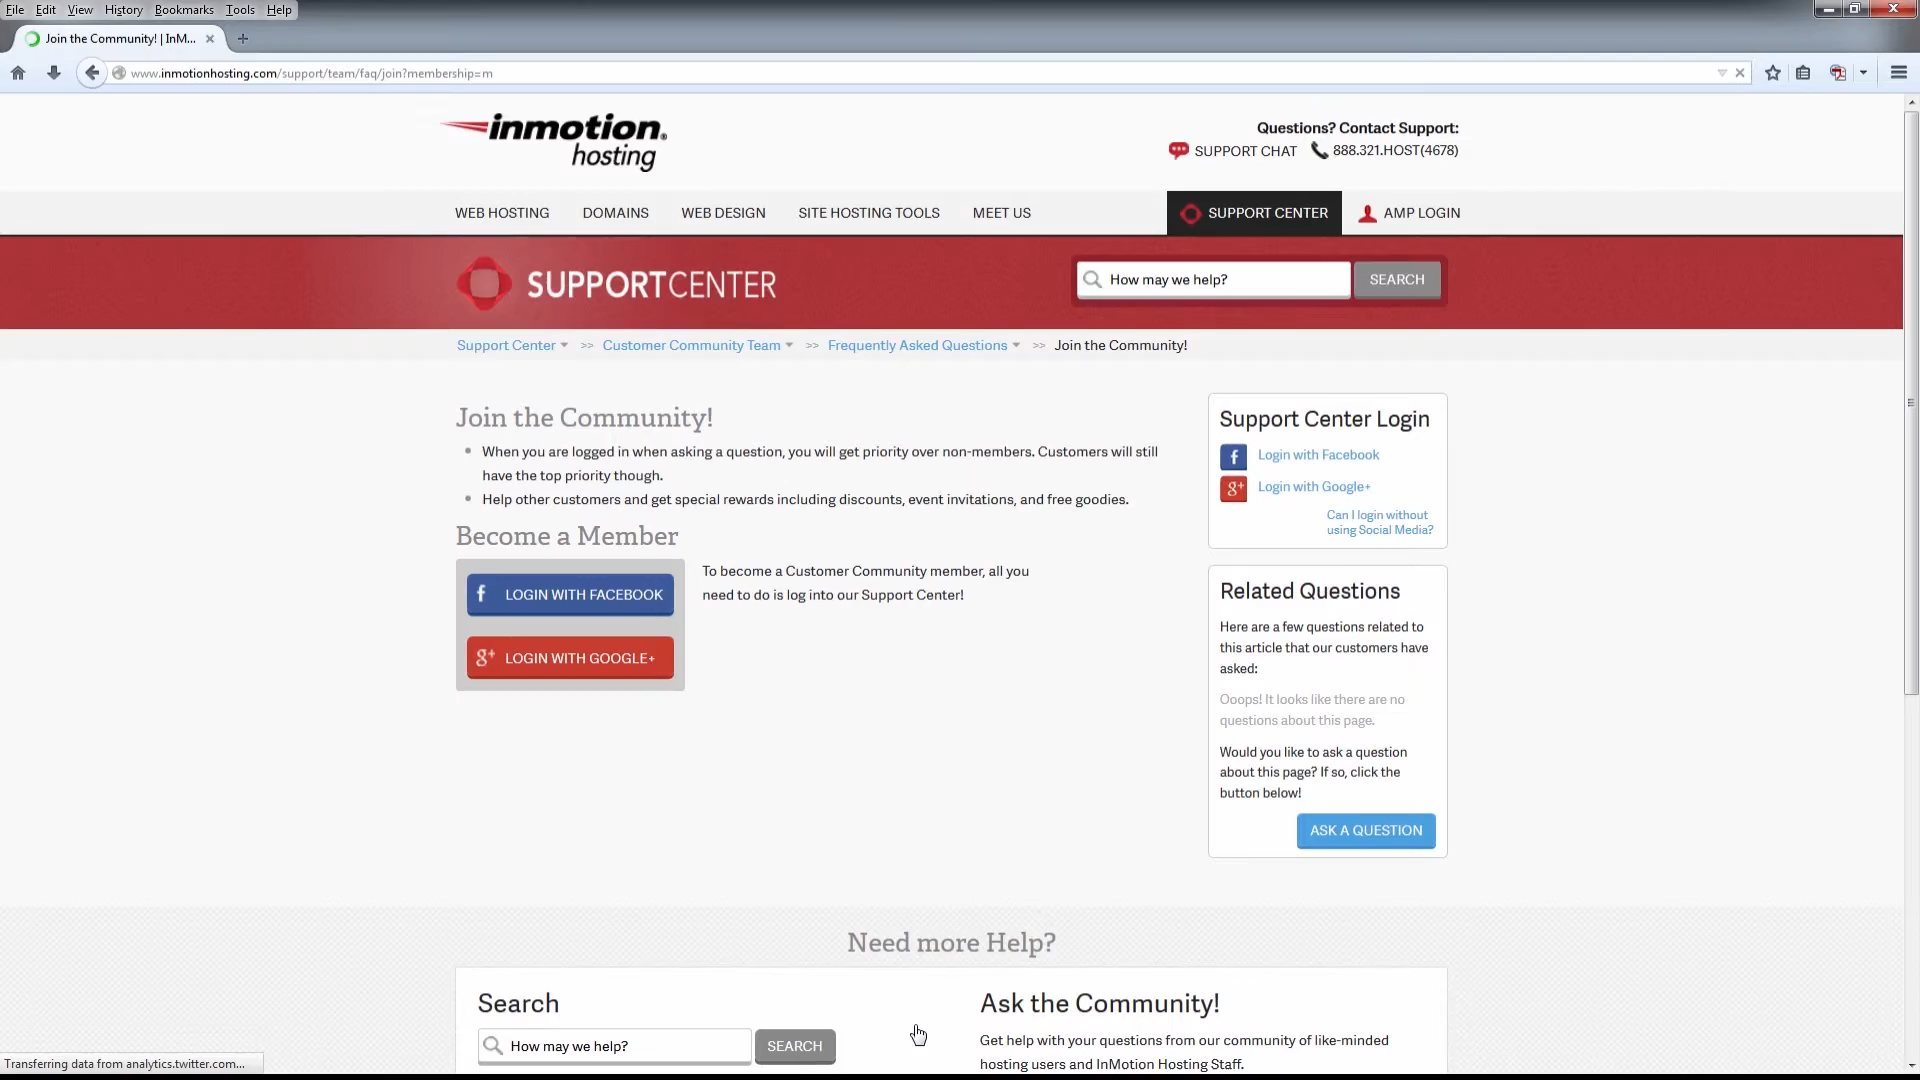 File Edit View History Bookmarks Tools Help
Join the Community! | InM...
www.inmotionhosting.com/support/team/faq/join?membership=m
inmotion®
hosting
Questions? Contact Support:
SUPPORT CHAT 888.321.HOST(4678)
WEB HOSTING DOMAINS WEB DESIGN SITE HOSTING TOOLS MEET US SUPPORT CENTER AMP LOGIN
SUPPORTCENTER
How may we help? SEARCH
Support Center >> Customer Community Team >> Frequently Asked Questions >> Join the Community!
Join the Community!
When you are logged in when asking a question, you will get priority over non-members. Customers will still
have the top priority though.
Help other customers and get special rewards including discounts, event invitations, and free goodies.
Become a Member
f LOGIN WITH FACEBOOK
g+ LOGIN WITH GOOGLE+
To become a Customer Community member, all you
need to do is log into our Support Center!
Support Center Login
f Login with Facebook
g+ Login with Google+
Can I login without
using Social Media?
Related Questions
Here are a few questions related to
this article that our customers have
asked:
Ooops! It looks like there are no
questions about this page.
Would you like to ask a question
about this page? If so, click the
button below!
ASK A QUESTION
Need more Help?
Search
How may we help? SEARCH
Ask the Community!
Get help with your questions from our community of like-minded
hosting users and InMotion Hosting Staff.
Transferring data from analytics.twitter.com...